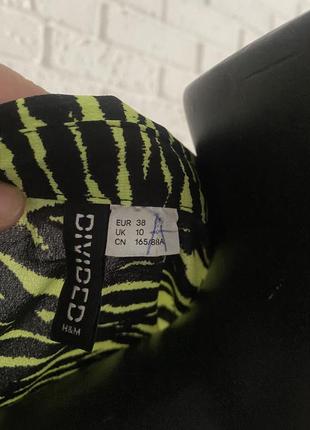 DIVIDED
H&M
EUR 38
UK 10
CN 165/88A
A